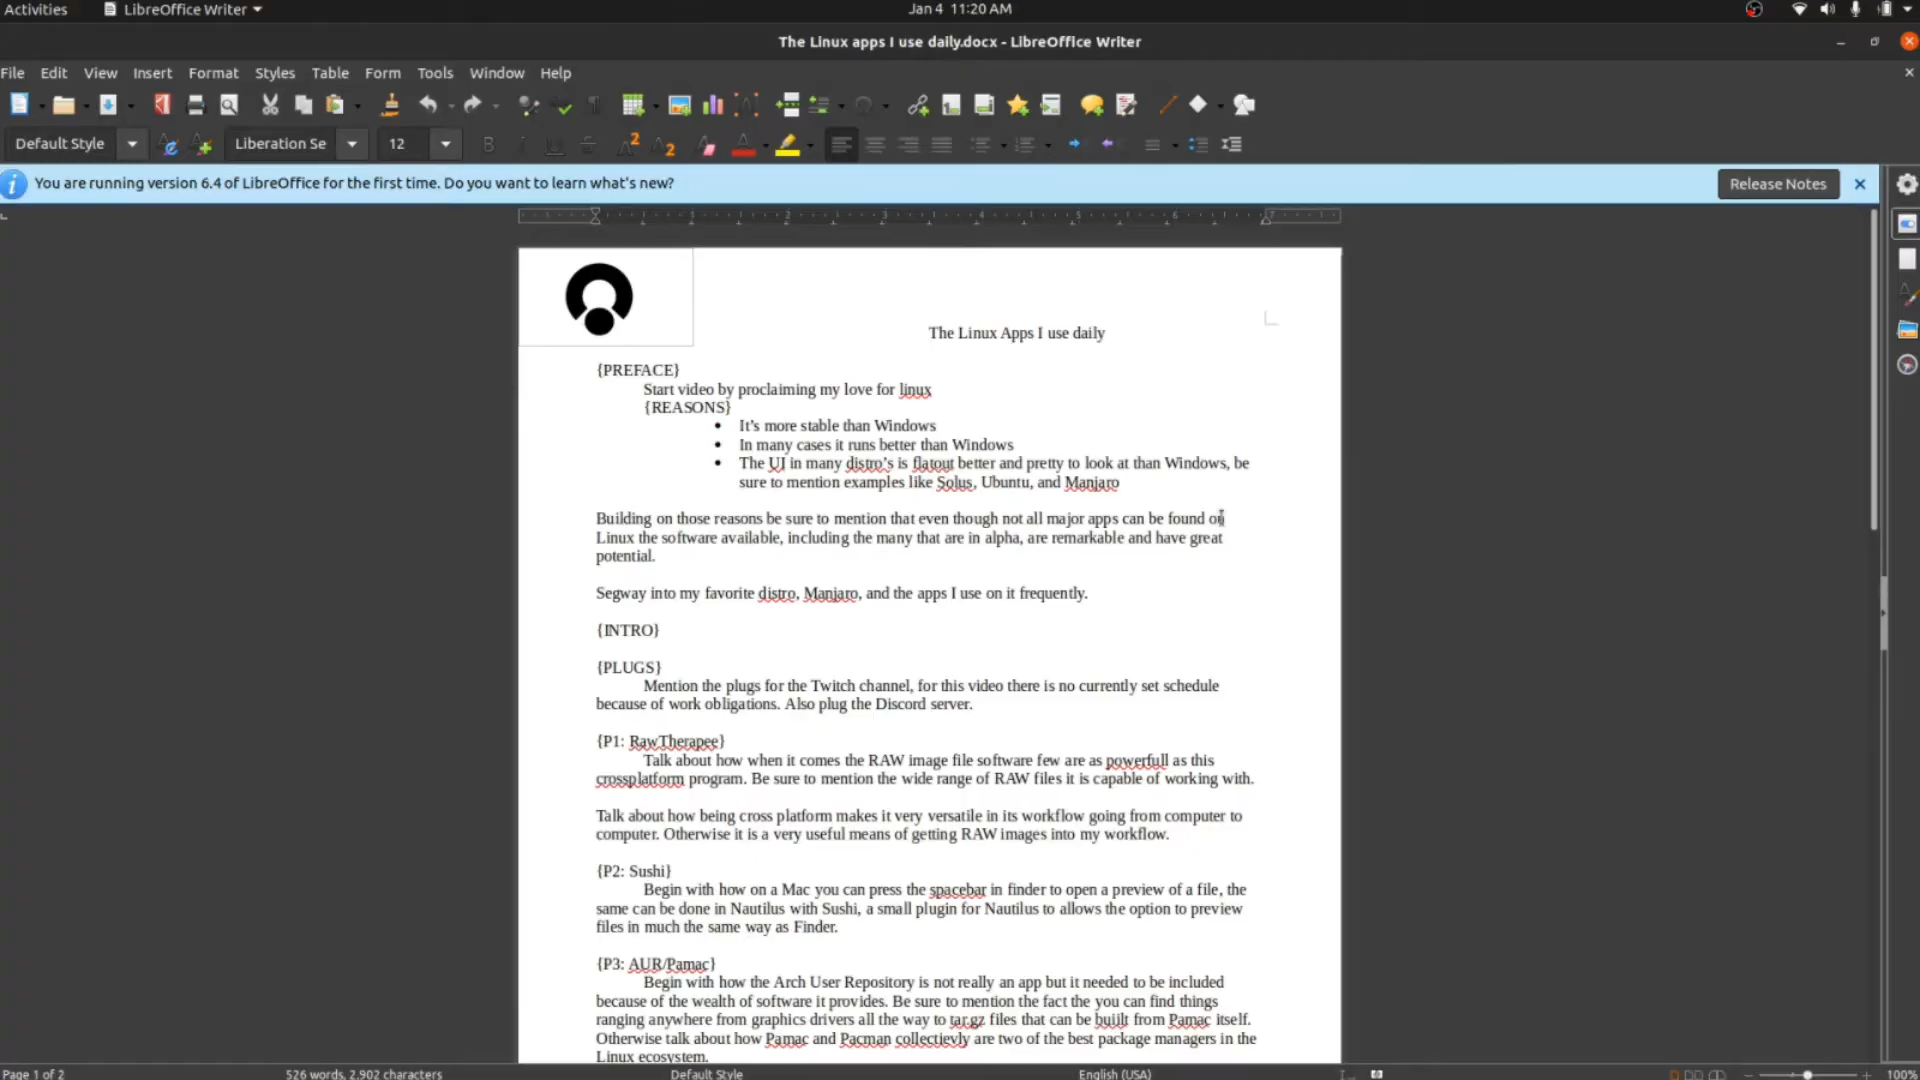 Activities LibreOffice Writer Jan 4 11:20 AM
The Linux apps I use daily.docx - LibreOffice Writer
File Edit View Insert Format Styles Table Form Tools Window Help
Default Style Liberation Se 12
You are running version 6.4 of LibreOffice for the first time. Do you want to learn what's new? Release Notes
1 2 3 4 5 6 7
The Linux Apps I use daily
{PREFACE}
Start video by proclaiming my love for linux
{REASONS}
• It's more stable than Windows
• In many cases it runs better than Windows
• The UI in many distro's is flatout better and pretty to look at than Windows, be
sure to mention examples like Solus, Ubuntu, and Manjaro
Building on those reasons be sure to mention that even though not all major apps can be found on
Linux the software available, including the many that are in alpha, are remarkable and have great
potential.
Segway into my favorite distro, Manjaro, and the apps I use on it frequently.
{INTRO}
{PLUGS}
Mention the plugs for the Twitch channel, for this video there is no currently set schedule
because of work obligations. Also plug the Discord server.
{P1: RawTherapee}
Talk about how when it comes the RAW image file software few are as powerfull as this
crossplatform program. Be sure to mention the wide range of RAW files it is capable of working with.
Talk about how being cross platform makes it very versatile in its workflow going from computer to
computer. Otherwise it is a very useful means of getting RAW images into my workflow.
{P2: Sushi}
Begin with how on a Mac you can press the spacebar in finder to open a preview of a file, the
same can be done in Nautilus with Sushi, a small plugin for Nautilus to allows the option to preview
files in much the same way as Finder.
{P3: AUR/Pamac}
Begin with how the Arch User Repository is not really an app but it needed to be included
because of the wealth of software it provides. Be sure to mention the fact the you can find things
ranging anywhere from graphics drivers all the way to tar.gz files that can be buiilt from Pamac itself.
Otherwise talk about how Pamac and Pacman collectievly are two of the best package managers in the
Linux ecosystem.
Page 1 of 2 526 words, 2,902 characters Default Style English (USA) 100%